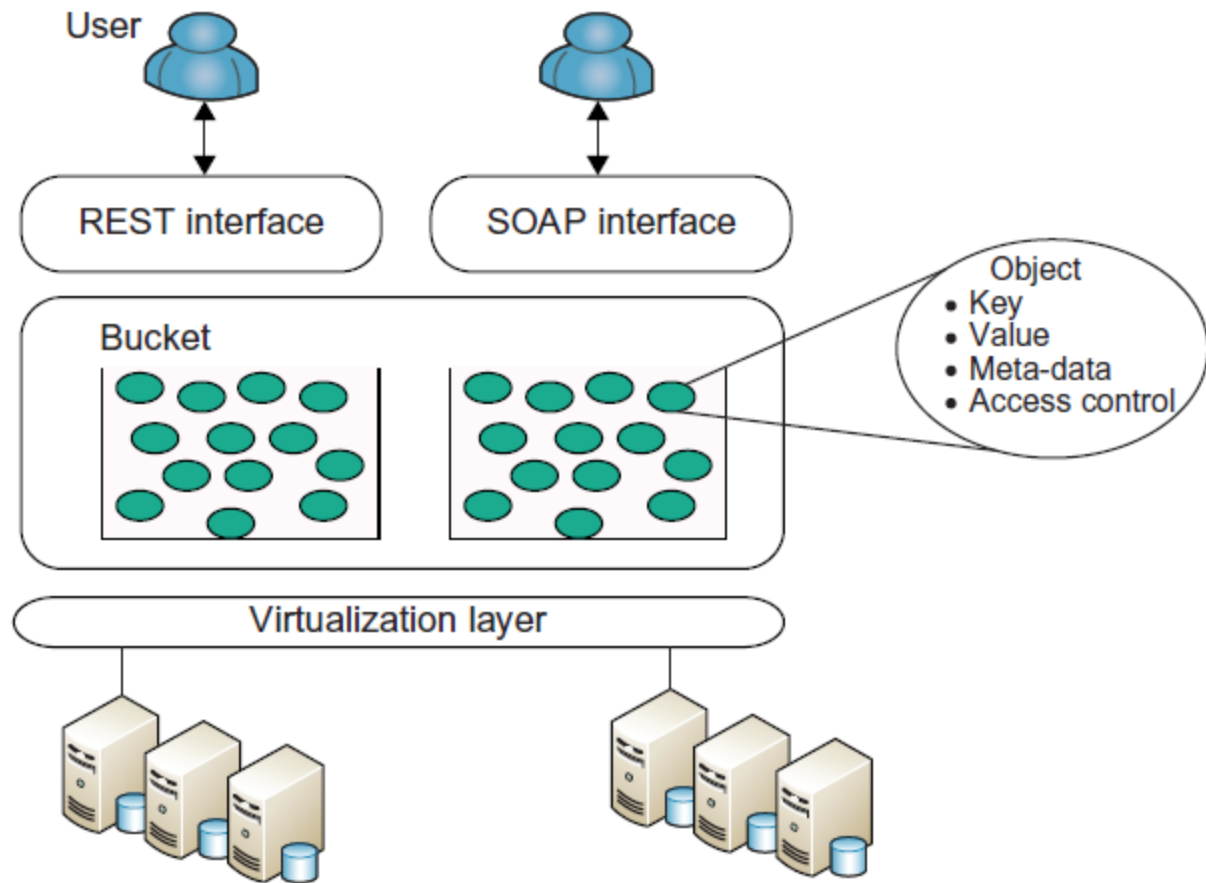 User
REST interface
SOAP interface
Object
• Key
• Value
• Meta-data
• Access control
Bucket
Virtualization layer